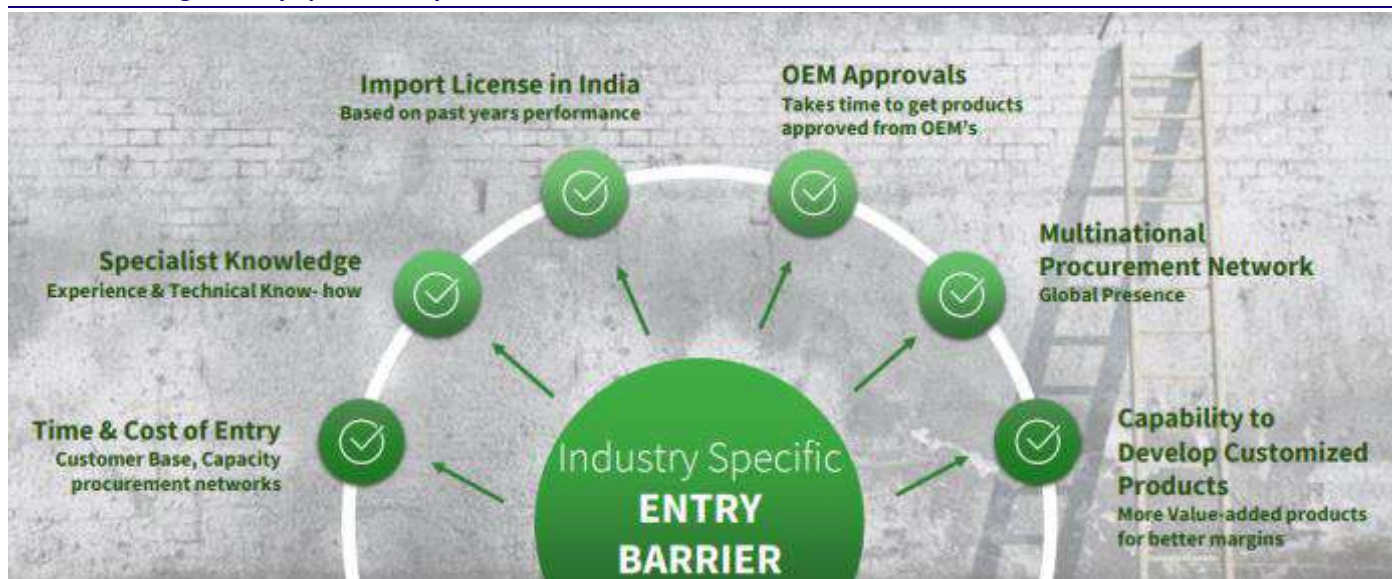 Import License in India
Based on past years performance
OEM Approvals
Takes time to get products
approved from OEM's
Specialist Knowledge
Experience & Technical Know- how
Multinational
Procurement Network
Global Presence
Time & Cost of Entry
Customer Base, Capacity
procurement networks
Capability to
Develop Customized
Products
More Value-added products
for better margins
Industry Specific
ENTRY
BARRIER